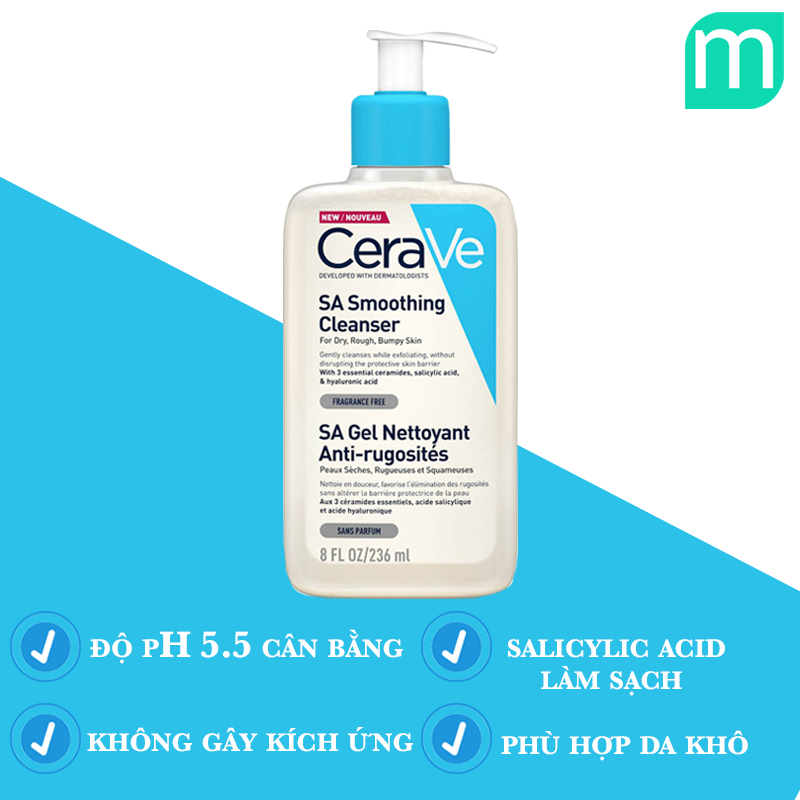 m
NEW / NOUVEAU
CeraVe
DEVELOPED WITH DERMATOLOGISTS
SA Smoothing
Cleanser
For Dry, Rough, Bumpy Skin
Gently cleanses while exfoliating, without
disrupting the protective skin barrier
With 3 essential ceramides, salicylic acid,
& hyaluronic acid
FRAGRANCE FREE
SA Gel Nettoyant
Anti-rugosités
Peaux Sèches, Rugueuses et Squameuses
Nettoie en douceur, favorise l'élimination des rugosités
sans altérer la barrière protectrice de la peau
Aux 3 céramides essentiels, acide salicylique
et acide hyaluronique
SANS PARFUM
8 FL OZ/236 ml
ĐỘ PH 5.5 CÂN BẰNG
SALICYLIC ACID
LÀM SẠCH
KHÔNG GÂY KÍCH ỨNG
PHÙ HỢP DA KHÔ